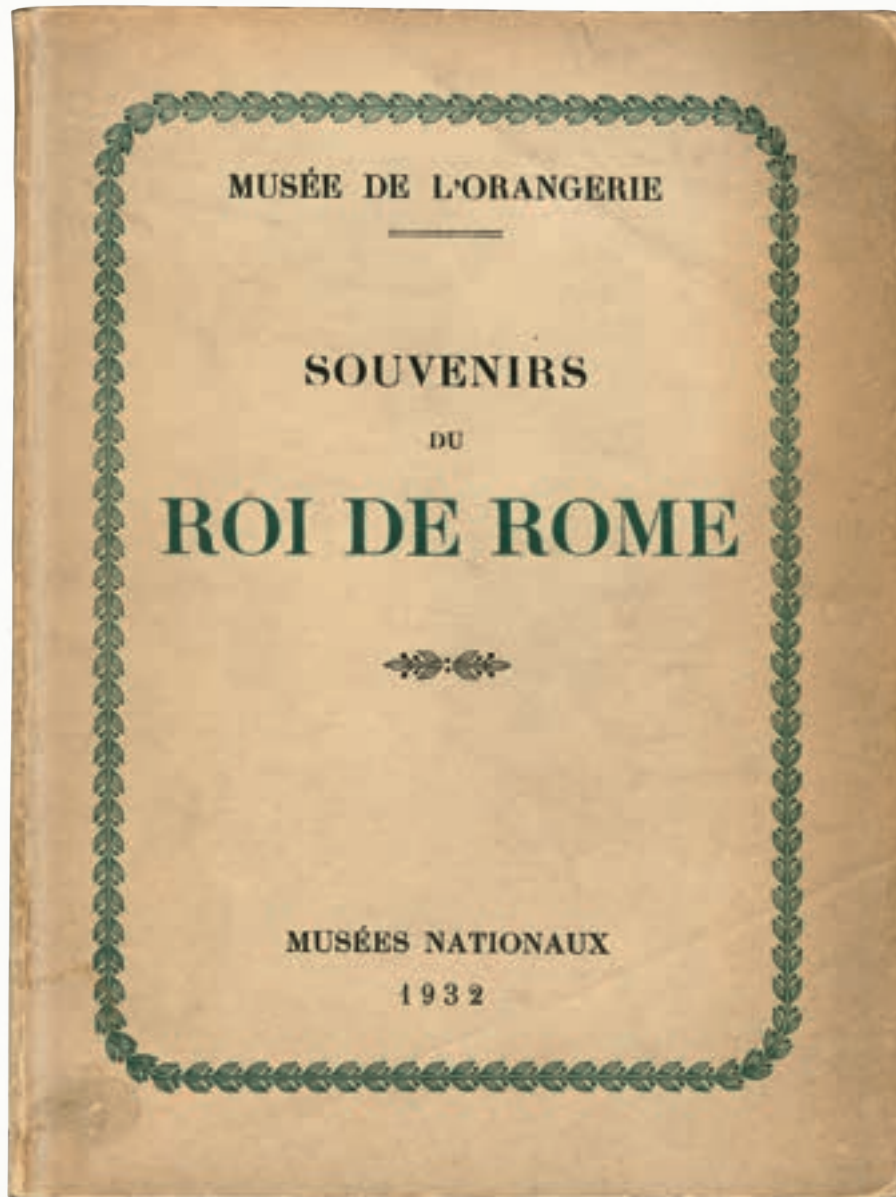 MUSÉE DE L'ORANGERIE
SOUVENIRS
DU
ROI DE ROME
MUSÉES NATIONAUX
1932